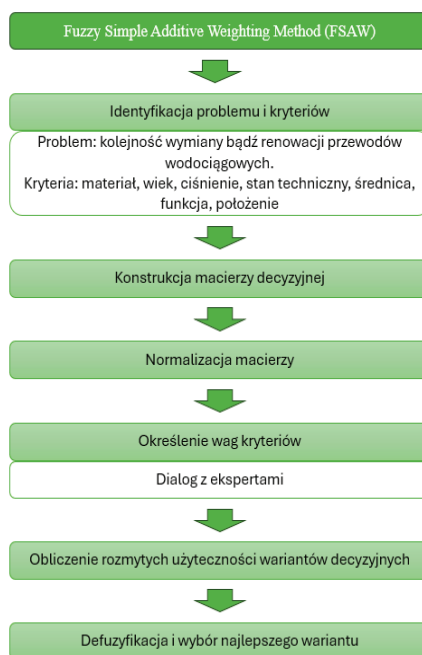 Fuzzy Simple Additive Weighting Method (FSAW)
Identyfikacja problemu i kryteriów
Problem: kolejność wymiany bądź renowacji przewodów
wodociągowych.
Kryteria: materiał, wiek, ciśnienie, stan techniczny, średnica,
funkcja, położenie
Konstrukcja macierzy decyzyjnej
Normalizacja macierzy
Określenie wag kryteriów
Dialog z ekspertami
Obliczenie rozmytych użyteczności wariantów decyzyjnych
Defuzyfikacja i wybór najlepszego wariantu